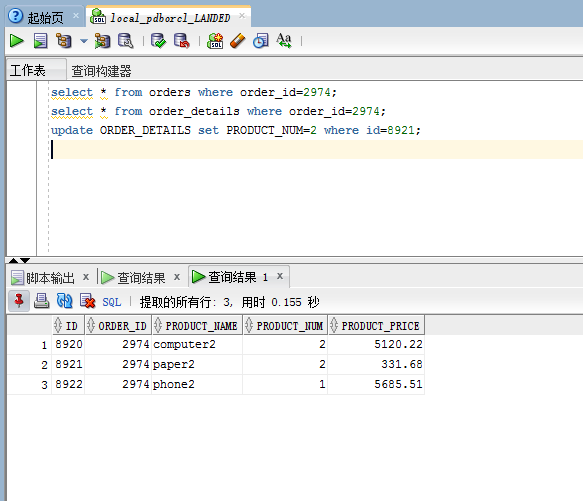 起始页 × local_pdborcl_LANDED ×
工作表 查询构建器
select * from orders where order_id=2974;
select * from order_details where order_id=2974;
update ORDER_DETAILS set PRODUCT_NUM=2 where id=8921;
脚本输出 × 查询结果 × 查询结果 1 ×
SQL | 提取的所有行: 3, 用时 0.155 秒
ID ORDER_ID PRODUCT_NAME PRODUCT_NUM PRODUCT_PRICE
1 8920 2974 computer2 2 5120.22
2 8921 2974 paper2 2 331.68
3 8922 2974 phone2 1 5685.51